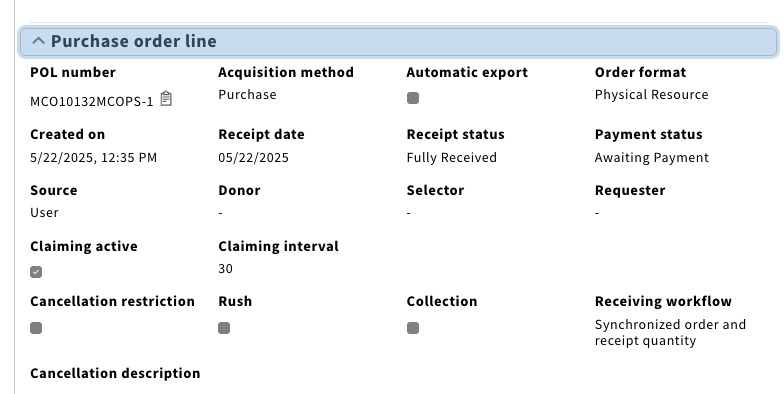 Purchase order line
POL number Acquisition method Automatic export Order format
MCO10132MCOPS-1 Purchase Physical Resource
Created on Receipt date Receipt status Payment status
5/22/2025, 12:35 PM 05/22/2025 Fully Received Awaiting Payment
Source Donor Selector Requester
User - - -
Claiming active Claiming interval
30
Cancellation restriction Rush Collection Receiving workflow
Synchronized order and
receipt quantity
Cancellation description